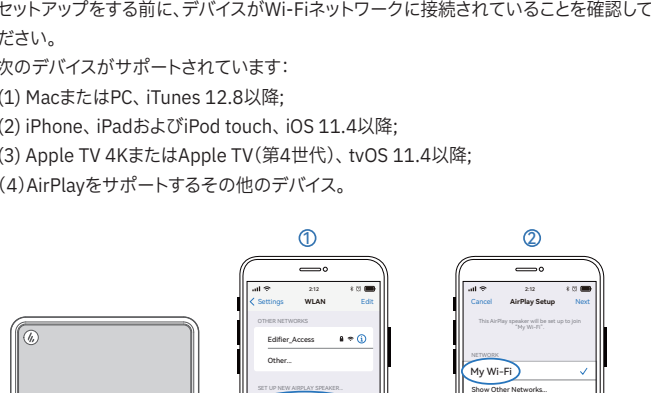 セットアップをする前に、デバイスがWi-Fiネットワークに接続されていることを確認して
ださい。
次のデバイスがサポートされています:
(1) MacまたはPC、iTunes 12.8以降;
(2) iPhone、iPadおよびiPod touch、iOS 11.4以降;
(3) Apple TV 4KまたはApple TV(第4世代)、tvOS 11.4以降;
(4)AirPlayをサポートするその他のデバイス。
①
②
2:12
Settings WLAN Edit
OTHER NETWORKS
Edifier_Access
Other...
SET UP NEW AIRPLAY SPEAKER...
2:12
Cancel AirPlay Setup Next
This AirPlay speaker will be set up to join
"My Wi-Fi".
NETWORK
My Wi-Fi
Show Other Networks...